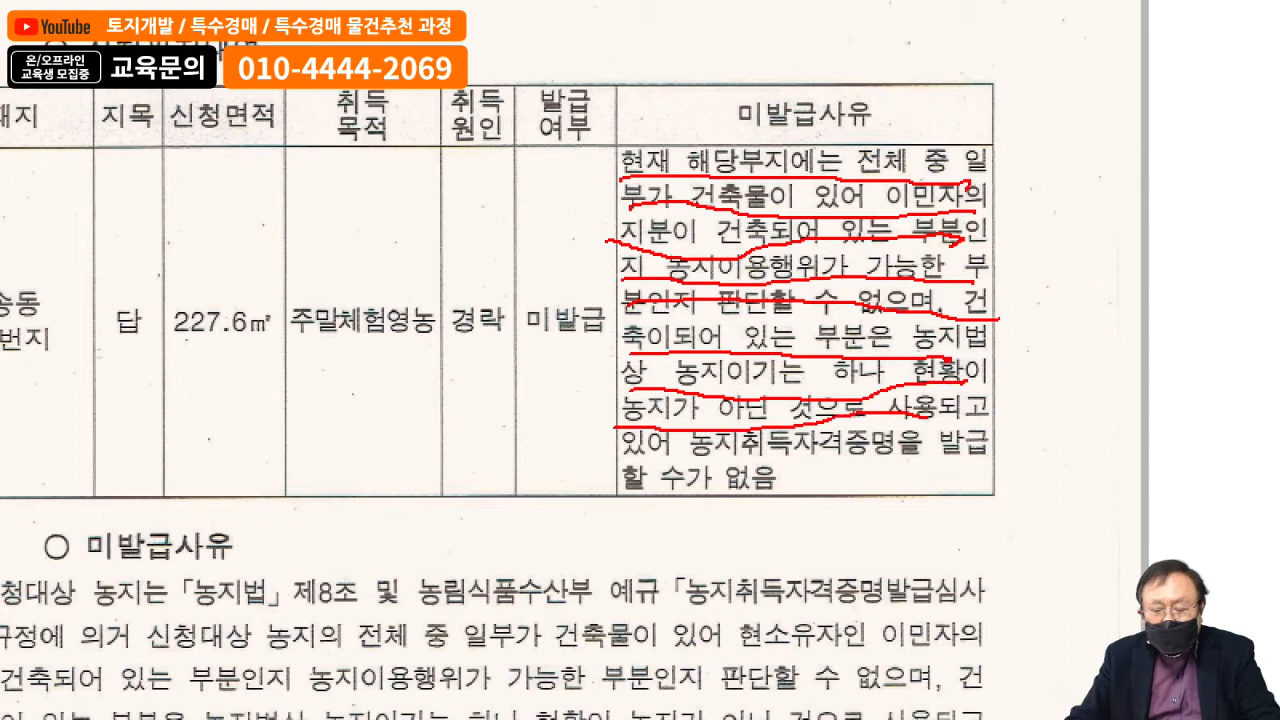 YouTube 토지개발 / 특수경매 / 특수경매 물건추천 과정
온/오프라인
교육생 모집중
교육문의 010-4444-2069
지목 신청면적 취득 목적 취득 원인 발급 여부 미발급사유
송동
번지
답 227.6㎡ 주말체험영농 경락 미발급
현재 해당부지에는 전체 중 일
부가 건축물이 있어 이민자의
지분이 건축되어 있는 부분인
지 농지이용행위가 가능한 부
분인지 판단할 수 없으며, 건
축이되어 있는 부분은 농지법
상 농지이기는 하나 현황이
농지가 아닌 것으로 사용되고
있어 농지취득자격증명을 발급
할 수가 없음
○ 미발급사유
청대상 농지는「농지법」제8조 및 농림식품수산부 예규「농지취득자격증명발급심사
규정에 의거 신청대상 농지의 전체 중 일부가 건축물이 있어 현소유자인 이민자의
건축되어 있는 부분인지 농지이용행위가 가능한 부분인지 판단할 수 없으며, 건